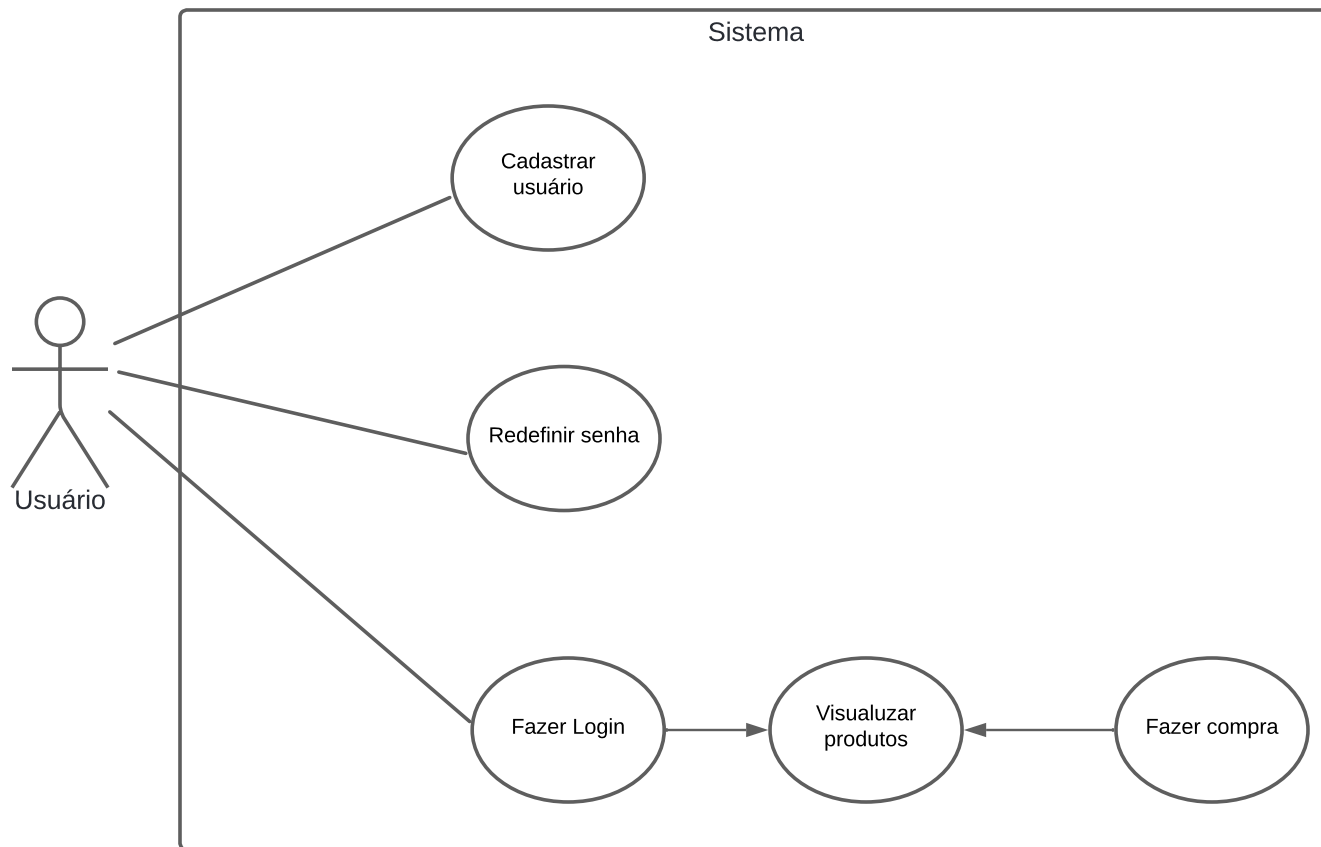 Sistema
Cadastrar
usuário
Redefinir senha
Usuário
Fazer Login
Visualuzar
produtos
Fazer compra